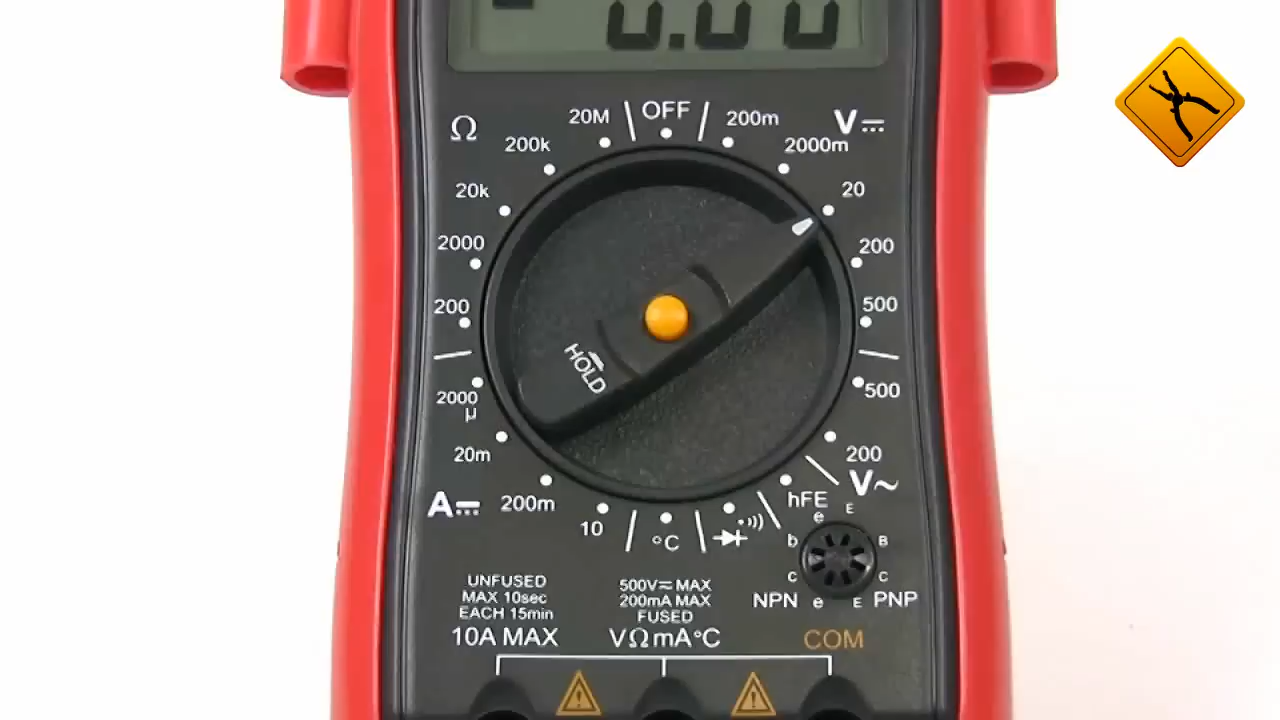 0.00
OFF
20M
200m
Ω
V
200k
2000m
20k
20
2000
200
200
500
2000
µ
500
20m
200
A
200m
V~
10
°C
hFE
e
E
b
B
c
C
NPN
e
E
PNP
HOLD
UNFUSED
MAX 10sec
EACH 15min
10A MAX
500V MAX
200mA MAX
FUSED
VΩmA°C
COM